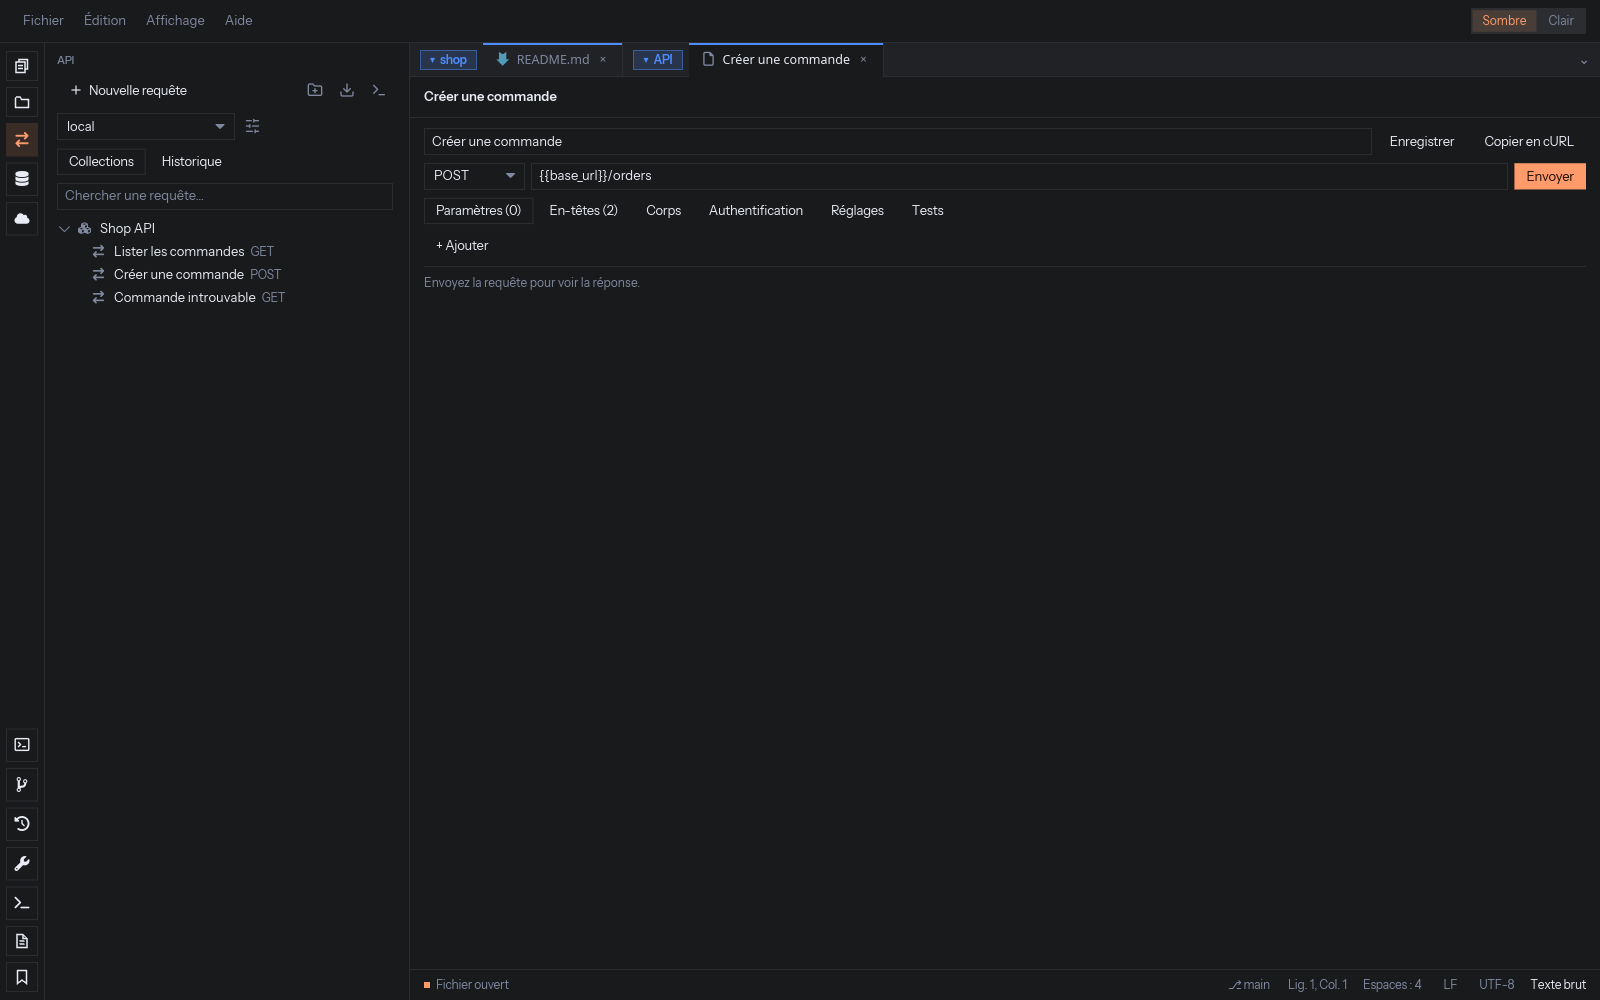 Fichier Édition Affichage Aide Sombre Clair
API
Nouvelle requête
local
Collections Historique
Chercher une requête...
Shop API
Lister les commandes GET
Créer une commande POST
Commande introuvable GET
shop README.md × API Créer une commande ×
Créer une commande
Créer une commande Enregistrer Copier en cURL
POST {{base_url}}/orders Envoyer
Paramètres (0) En-têtes (2) Corps Authentification Réglages Tests
+ Ajouter
Envoyez la requête pour voir la réponse.
Fichier ouvert main Lig. 1, Col. 1 Espaces : 4 LF UTF-8 Texte brut